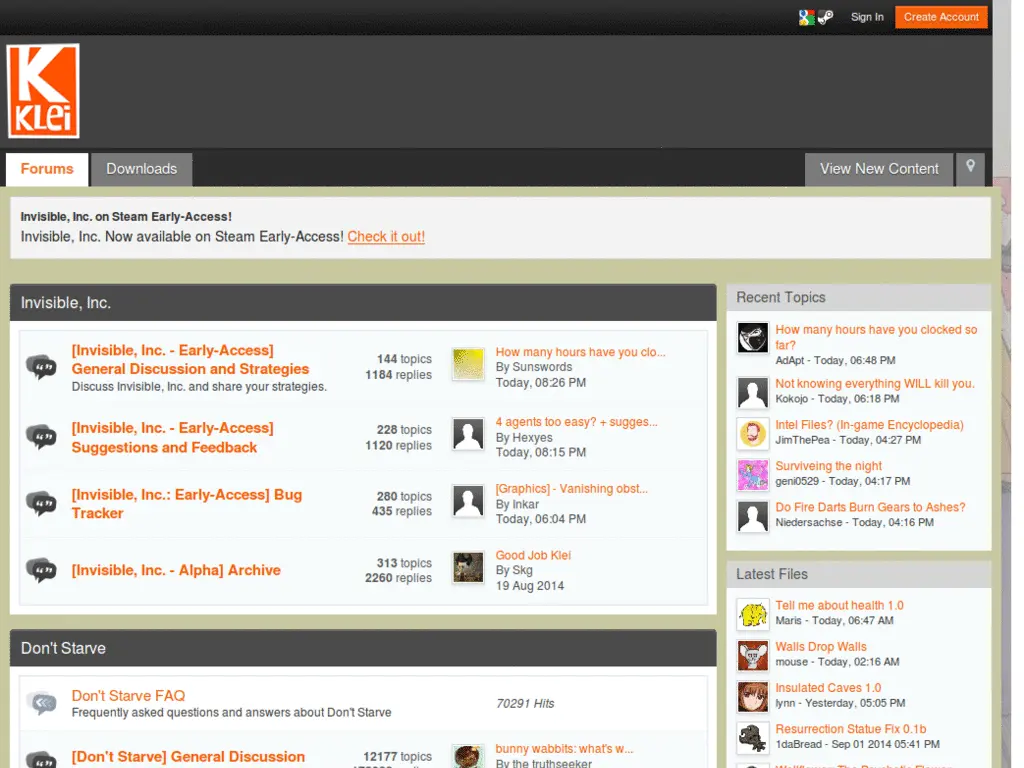 Sign In
Create Account
K
KLei
Forums
Downloads
View New Content
Invisible, Inc. on Steam Early-Access!
Invisible, Inc. Now available on Steam Early-Access! Check it out!
Invisible, Inc.
[Invisible, Inc. - Early-Access]
General Discussion and Strategies
Discuss Invisible, Inc. and share your strategies.
144 topics
1184 replies
How many hours have you clo...
By Sunswords
Today, 08:26 PM
[Invisible, Inc. - Early-Access]
Suggestions and Feedback
228 topics
1120 replies
4 agents too easy? + sugges...
By Hexyes
Today, 08:15 PM
[Invisible, Inc.: Early-Access] Bug
Tracker
280 topics
435 replies
[Graphics] - Vanishing obst...
By Inkar
Today, 06:04 PM
[Invisible, Inc. - Alpha] Archive
313 topics
2260 replies
Good Job Klei
By Skg
19 Aug 2014
Don't Starve
Don't Starve FAQ
Frequently asked questions and answers about Don't Starve
70291 Hits
[Don't Starve] General Discussion
12177 topics
bunny wabbits: what's w...
By the truthseeker
Recent Topics
How many hours have you clocked so
far?
AdApt - Today, 06:48 PM
Not knowing everything WILL kill you.
Kokojo - Today, 06:18 PM
Intel Files? (In-game Encyclopedia)
JimThePea - Today, 04:27 PM
Surviveing the night
geni0529 - Today, 04:17 PM
Do Fire Darts Burn Gears to Ashes?
Niedersachse - Today, 04:16 PM
Latest Files
Tell me about health 1.0
Maris - Today, 06:47 AM
Walls Drop Walls
mouse - Today, 02:16 AM
Insulated Caves 1.0
lynn - Yesterday, 05:05 PM
Resurrection Statue Fix 0.1b
1daBread - Sep 01 2014 05:41 PM